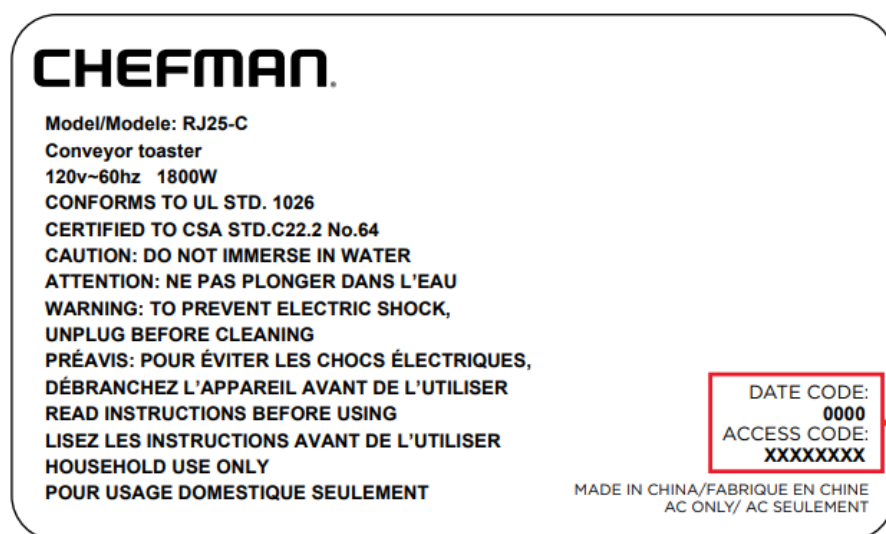 CHEFMAN®
Model/Modele: RJ25-C
Conveyor toaster
120v~60hz 1800W
CONFORMS TO UL STD. 1026
CERTIFIED TO CSA STD.C22.2 No.64
CAUTION: DO NOT IMMERSE IN WATER
ATTENTION: NE PAS PLONGER DANS L'EAU
WARNING: TO PREVENT ELECTRIC SHOCK,
UNPLUG BEFORE CLEANING
PRÉAVIS: POUR ÉVITER LES CHOCS ÉLECTRIQUES,
DÉBRANCHEZ L'APPAREIL AVANT DE L'UTILISER
READ INSTRUCTIONS BEFORE USING
LISEZ LES INSTRUCTIONS AVANT DE L'UTILISER
HOUSEHOLD USE ONLY
POUR USAGE DOMESTIQUE SEULEMENT
DATE CODE:
0000
ACCESS CODE:
XXXXXXXX
MADE IN CHINA/FABRIQUE EN CHINE
AC ONLY/ AC SEULEMENT